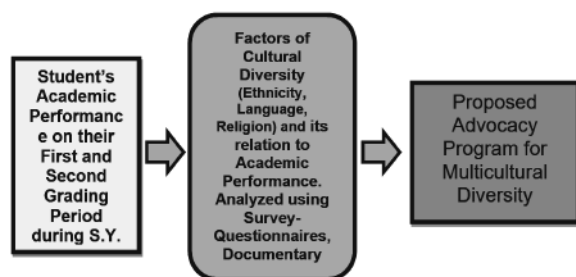 Student's
Academic
Performanc
e on their
First and
Second
Grading
Period
during S.Y.
Factors of
Cultural
Diversity
(Ethnicity,
Language,
Religion) and its
relation to
Academic
Performance.
Analyzed using
Survey-
Questionnaires,
Documentary
Proposed
Advocacy
Program for
Multicultural
Diversity